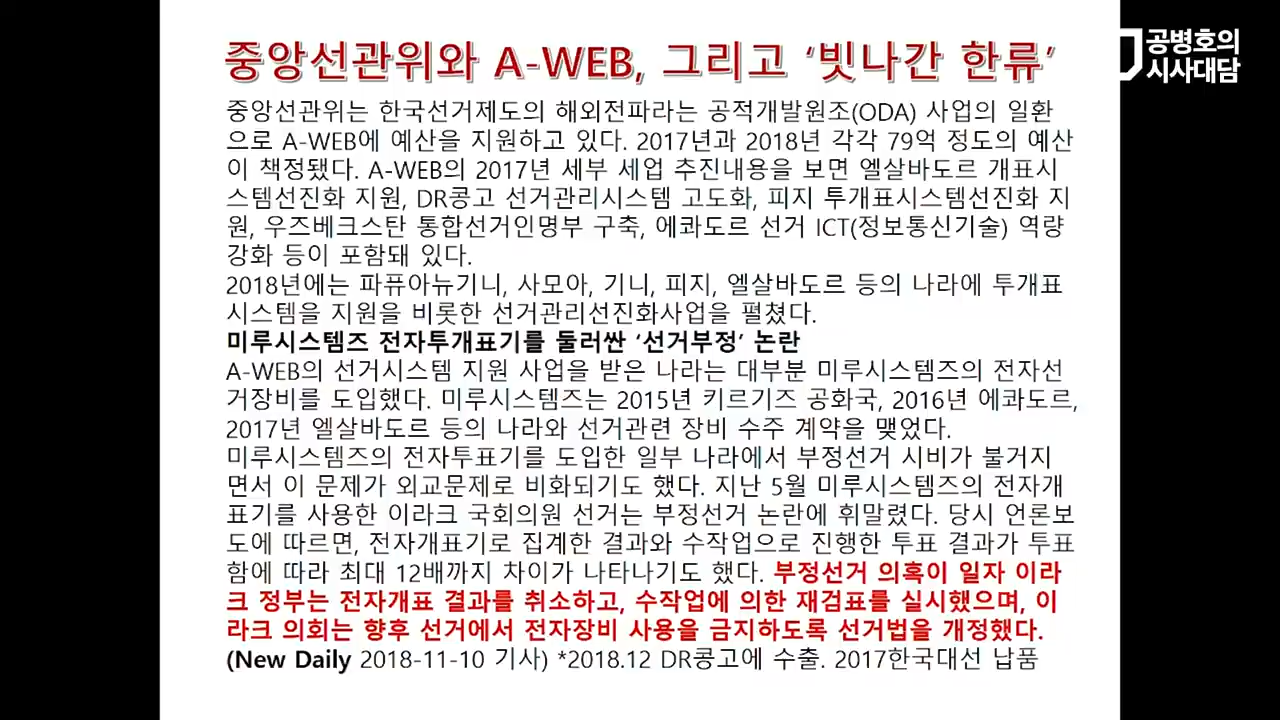 중앙선관위와 A-WEB, 그리고 ‘빗나간 한류’
공병호의
시사대담
중앙선관위는 한국선거제도의 해외전파라는 공적개발원조(ODA) 사업의 일환
으로 A-WEB에 예산을 지원하고 있다. 2017년과 2018년 각각 79억 정도의 예산
이 책정됐다. A-WEB의 2017년 세부 세업 추진내용을 보면 엘살바도르 개표시
스템선진화 지원, DR콩고 선거관리시스템 고도화, 피지 투개표시스템선진화 지
원, 우즈베크스탄 통합선거인명부 구축, 에콰도르 선거 ICT(정보통신기술) 역량
강화 등이 포함돼 있다.
2018년에는 파퓨아뉴기니, 사모아, 기니, 피지, 엘살바도르 등의 나라에 투개표
시스템을 지원을 비롯한 선거관리선진화사업을 펼쳤다.
미루시스템즈 전자투개표기를 둘러싼 ‘선거부정’ 논란
A-WEB의 선거시스템 지원 사업을 받은 나라는 대부분 미루시스템즈의 전자선
거장비를 도입했다. 미루시스템즈는 2015년 키르기즈 공화국, 2016년 에콰도르,
2017년 엘살바도르 등의 나라와 선거관련 장비 수주 계약을 맺었다.
미루시스템즈의 전자투표기를 도입한 일부 나라에서 부정선거 시비가 불거지
면서 이 문제가 외교문제로 비화되기도 했다. 지난 5월 미루시스템즈의 전자개
표기를 사용한 이라크 국회의원 선거는 부정선거 논란에 휘말렸다. 당시 언론보
도에 따르면, 전자개표기로 집계한 결과와 수작업으로 진행한 투표 결과가 투표
함에 따라 최대 12배까지 차이가 나타나기도 했다. 부정선거 의혹이 일자 이라
크 정부는 전자개표 결과를 취소하고, 수작업에 의한 재검표를 실시했으며, 이
라크 의회는 향후 선거에서 전자장비 사용을 금지하도록 선거법을 개정했다.
(New Daily 2018-11-10 기사) *2018.12 DR콩고에 수출. 2017한국대선 납품